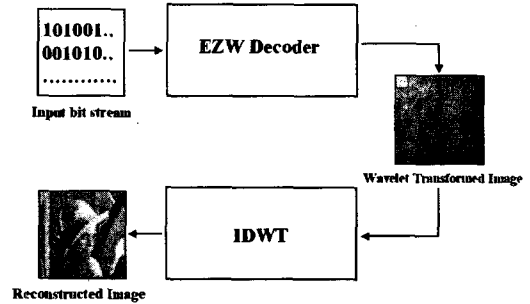 101001..
001010..
............
Input bit stream
EZW Decoder
Wavelet Transformed Image
IDWT
Reconstructed Image